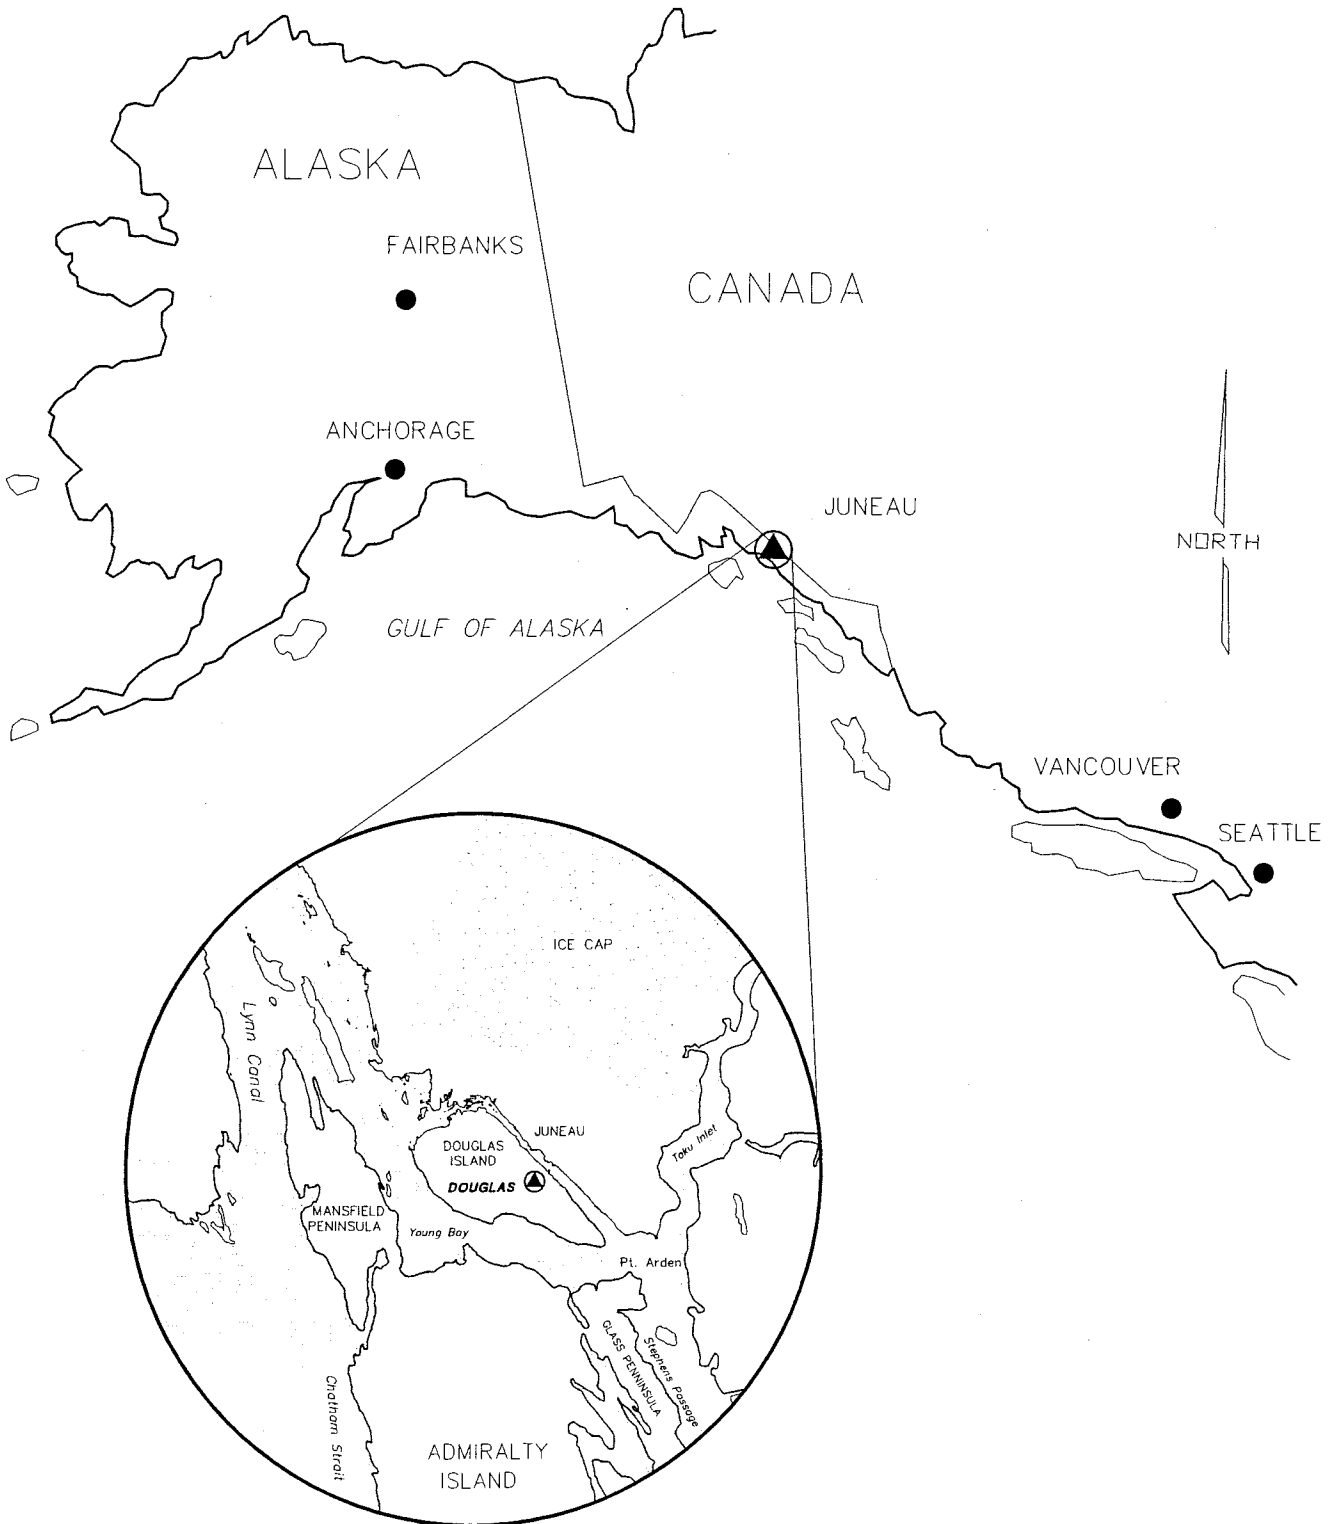 ALASKA
FAIRBANKS
CANADA
ANCHORAGE
JUNEAU
NORTH
GULF OF ALASKA
VANCOUVER
SEATTLE
ICE CAP
Lynn Canal
JUNEAU
DOUGLAS
ISLAND
DOUGLAS
Taku Inlet
MANSFIELD
PENINSULA
Young Bay
Pt. Arden
GLASS PENNINSULA
Stephens Passage
Chatham Strait
ADMIRALTY
ISLAND